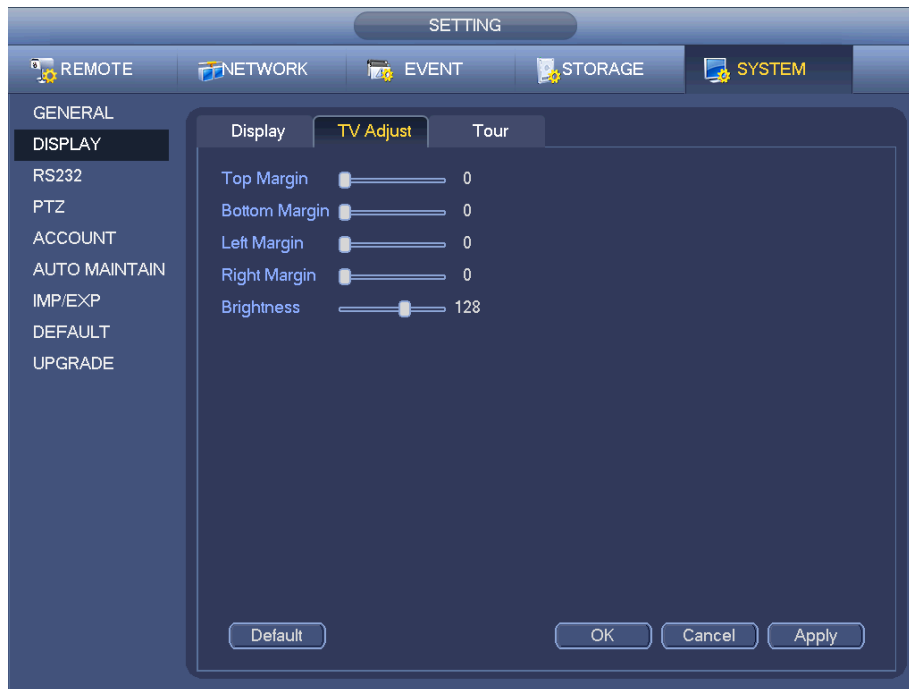 SETTING
REMOTE NETWORK EVENT STORAGE SYSTEM
GENERAL
DISPLAY
RS232
PTZ
ACCOUNT
AUTO MAINTAIN
IMP/EXP
DEFAULT
UPGRADE
Display TV Adjust Tour
Top Margin 0
Bottom Margin 0
Left Margin 0
Right Margin 0
Brightness 128
Default OK Cancel Apply